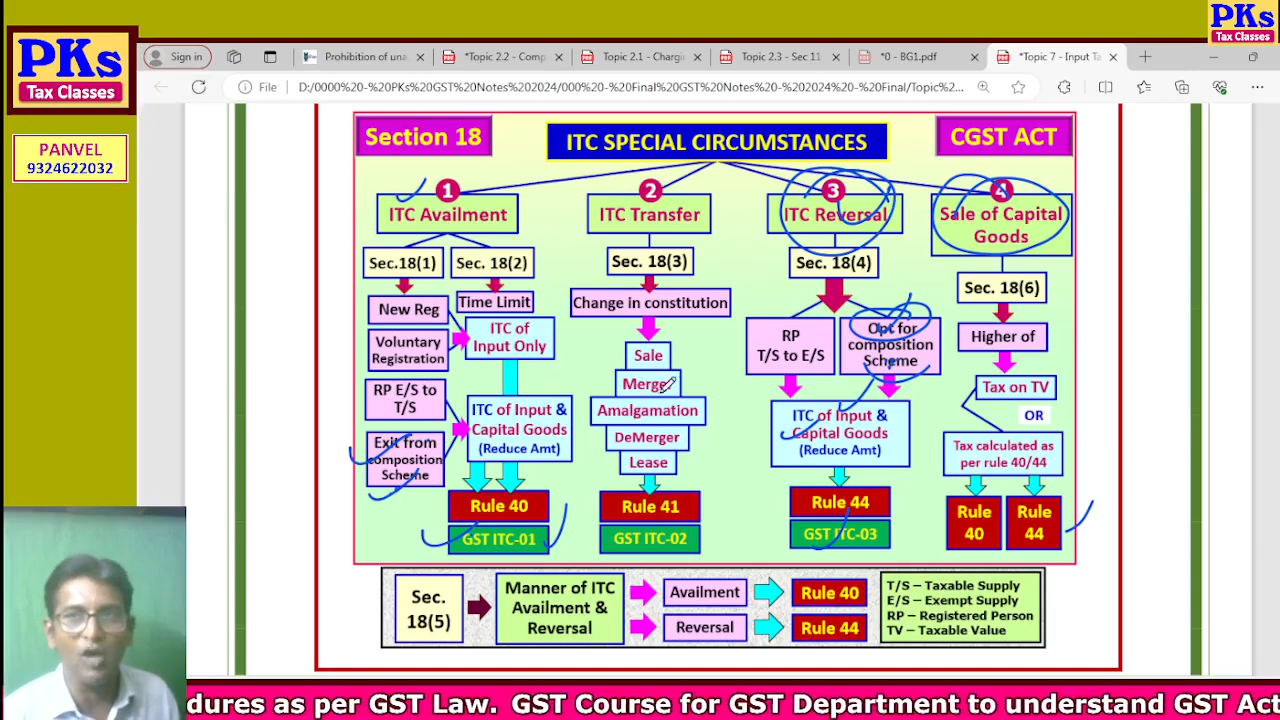 PKs
Tax Classes
PKs
Tax Classes
PANVEL
9324622032
Sign in
Prohibition of una
*Topic 2.2 - Comp
*Topic 2.1 - Chargi
Topic 2.3 - Sec 11
*0 - BG1.pdf
*Topic 7 - Input Ta
File
D:/0000%20-%20PKs%20GST%20Notes%202024/000%20-%20Final%20GST%20Notes%20-%202024%20-%20Final/Topic%2...
Section 18
ITC SPECIAL CIRCUMSTANCES
CGST ACT
1
2
3
4
ITC Availment
ITC Transfer
ITC Reversal
Sale of Capital
Goods
Sec.18(1)
Sec. 18(2)
Sec. 18(3)
Sec. 18(4)
Sec. 18(6)
New Reg
Time Limit
Voluntary
Registration
ITC of
Input Only
RP E/S to
T/S
Exit from
composition
Scheme
ITC of Input &
Capital Goods
(Reduce Amt)
Rule 40
GST ITC-01
Change in constitution
Sale
Merge
Amalgamation
DeMerger
Lease
Rule 41
GST ITC-02
RP
T/S to E/S
Opt for
composition
Scheme
ITC of Input &
Capital Goods
(Reduce Amt)
Rule 44
GST ITC-03
Higher of
Tax on TV
OR
Tax calculated as
per rule 40/44
Rule
40
Rule
44
Sec.
18(5)
Manner of ITC
Availment &
Reversal
Availment
Rule 40
Reversal
Rule 44
T/S – Taxable Supply
E/S – Exempt Supply
RP – Registered Person
TV – Taxable Value
dures as per GST Law. GST Course for GST Department to understand GST Act